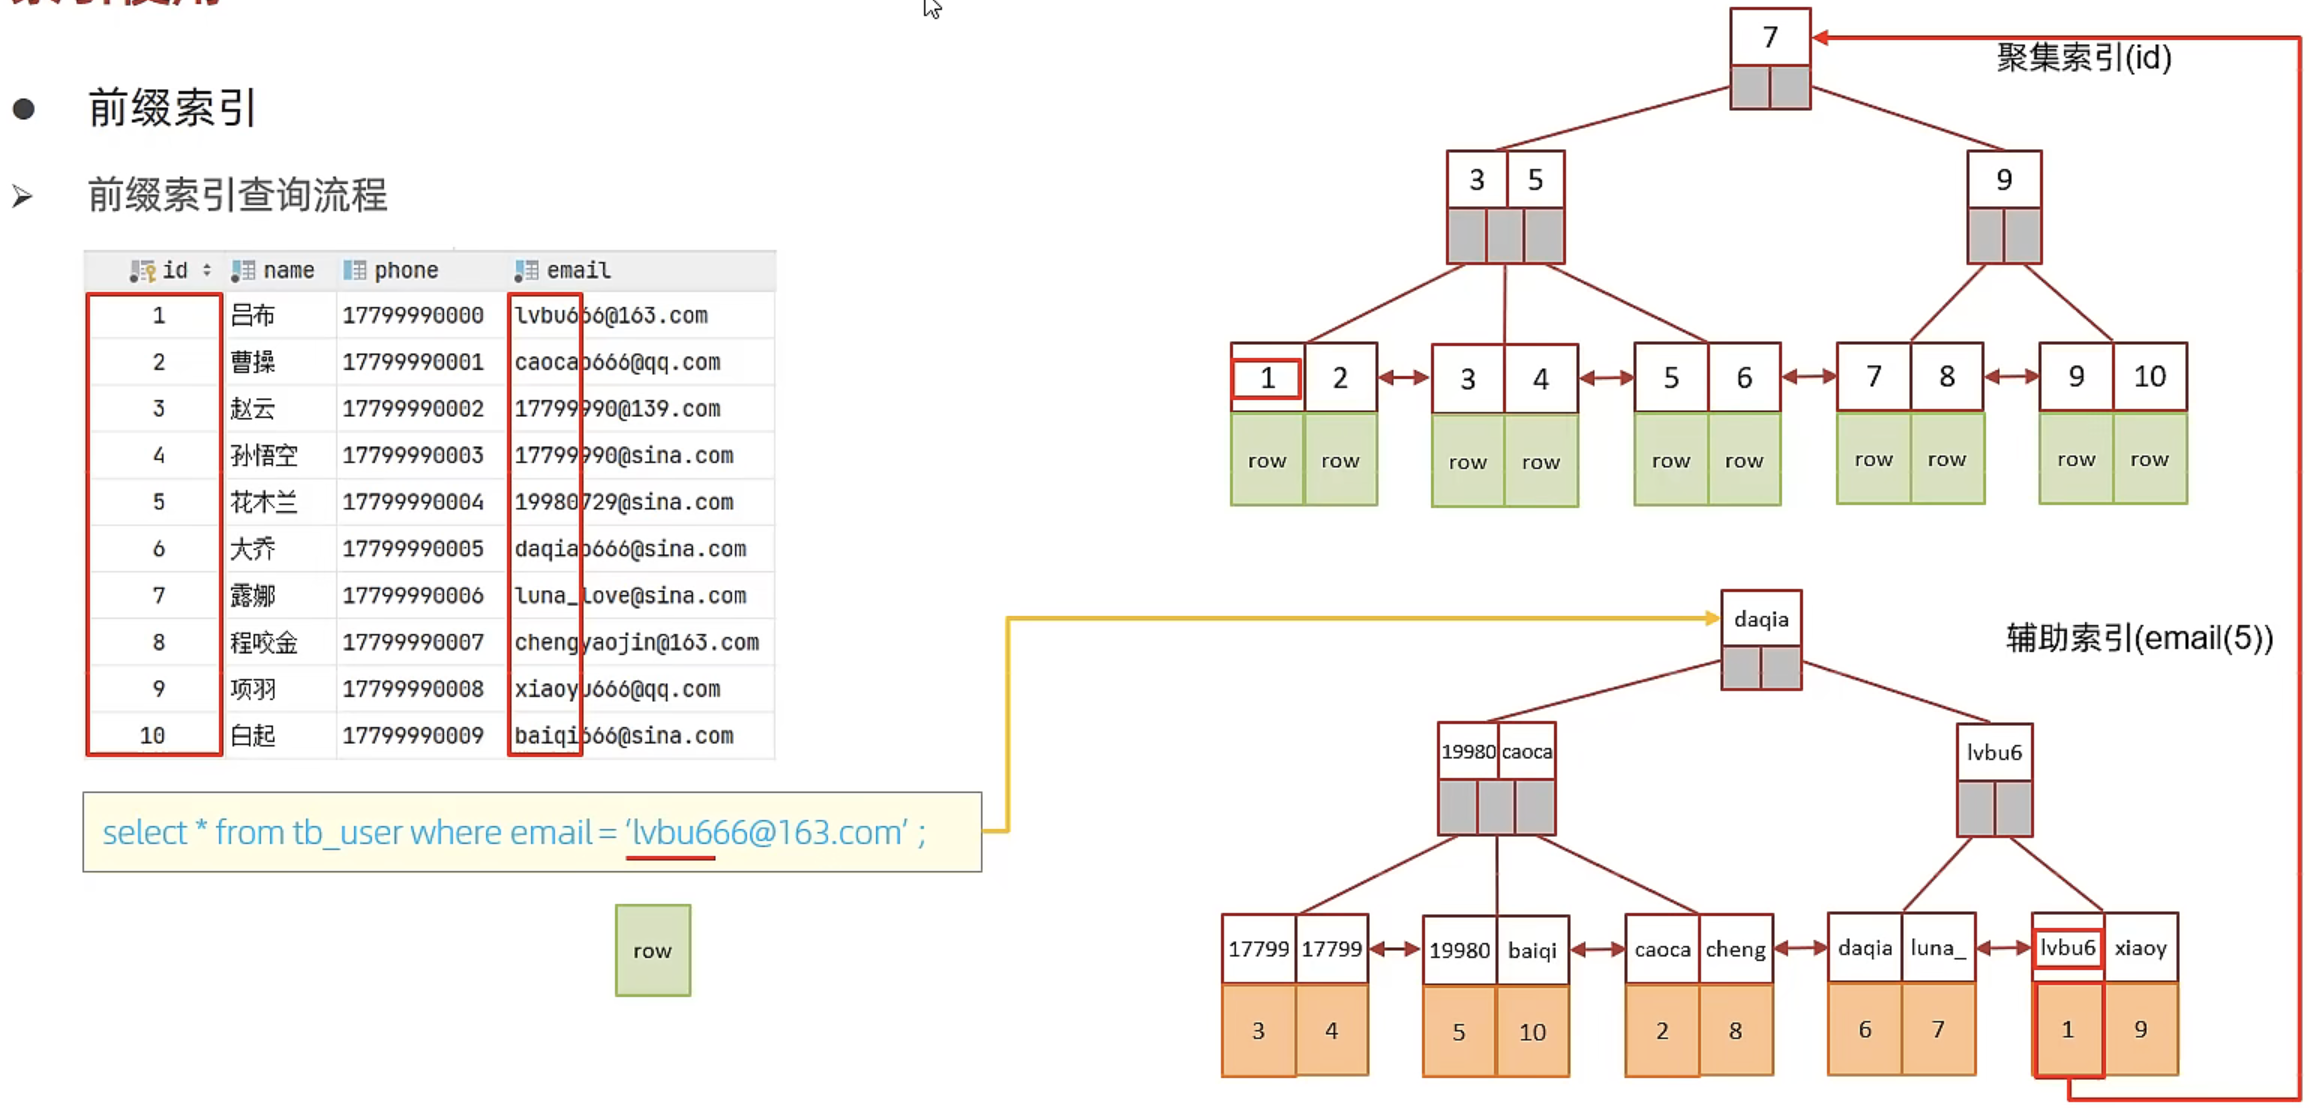 前缀索引
前缀索引查询流程
id name phone email
1 吕布 17799990000 lvbu666@163.com
2 曹操 17799990001 caocao666@qq.com
3 赵云 17799990002 17799990@139.com
4 孙悟空 17799990003 17799990@sina.com
5 花木兰 17799990004 19980729@sina.com
6 大乔 17799990005 daqiao666@sina.com
7 露娜 17799990006 luna_love@sina.com
8 程咬金 17799990007 chengyaojin@163.com
9 项羽 17799990008 xiaoyu666@qq.com
10 白起 17799990009 baiqi666@sina.com
select * from tb_user where email = ‘lvbu666@163.com’ ;
row
7
聚集索引(id)
3 5 9
1 2 3 4 5 6 7 8 9 10
row row row row row row row row row row
daqia
辅助索引(email(5))
19980 caoca lvbu6
17799 17799 19980 baiqi caoca cheng daqia luna_ lvbu6 xiaoy
3 4 5 10 2 8 6 7 1 9